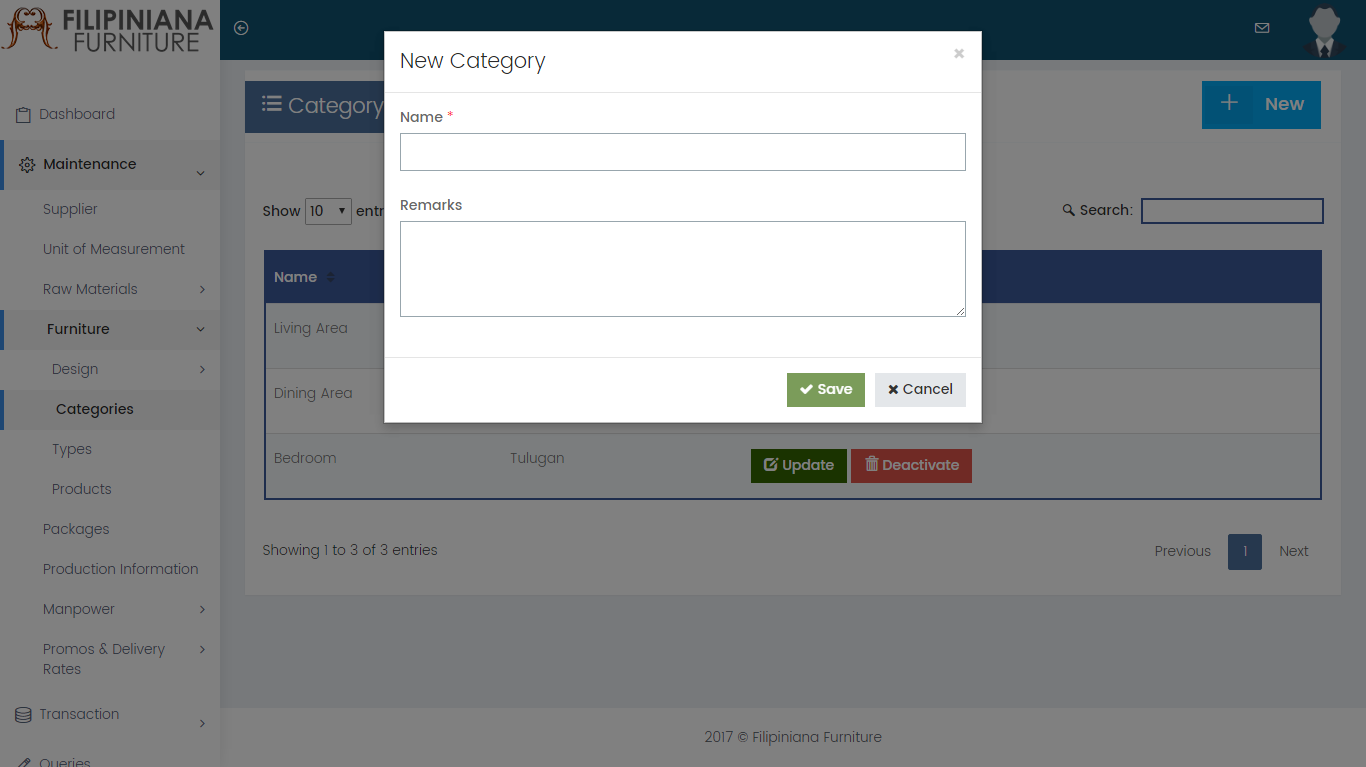 FILIPINIANA
FURNITURE
Dashboard
Maintenance
Supplier
Unit of Measurement
Raw Materials
Furniture
Design
Categories
Types
Products
Packages
Production Information
Manpower
Promos & Delivery
Rates
Transaction
Queries
Category
New
New Category
Name *
Remarks
Save
Cancel
Show 10 entr
Search:
Name
Living Area
Dining Area
Bedroom Tulugan Update Deactivate
Showing 1 to 3 of 3 entries
Previous 1 Next
2017 © Filipiniana Furniture